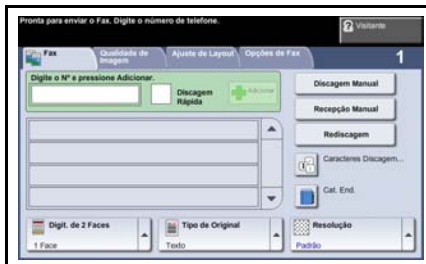 Pronta para enviar o Fax. Digite o número de telefone.
Visitante
Fax
Qualidade de Imagem
Ajuste de Layout
Opções de Fax
1
Digite o Nº e pressione Adicionar.
Discagem Rápida
Adicionar
Discagem Manual
Recepção Manual
Rediscagem
Caracteres Discagem...
Cat. End.
Digit. de 2 Faces
1 Face
Tipo de Original
Texto
Resolução
Padrão